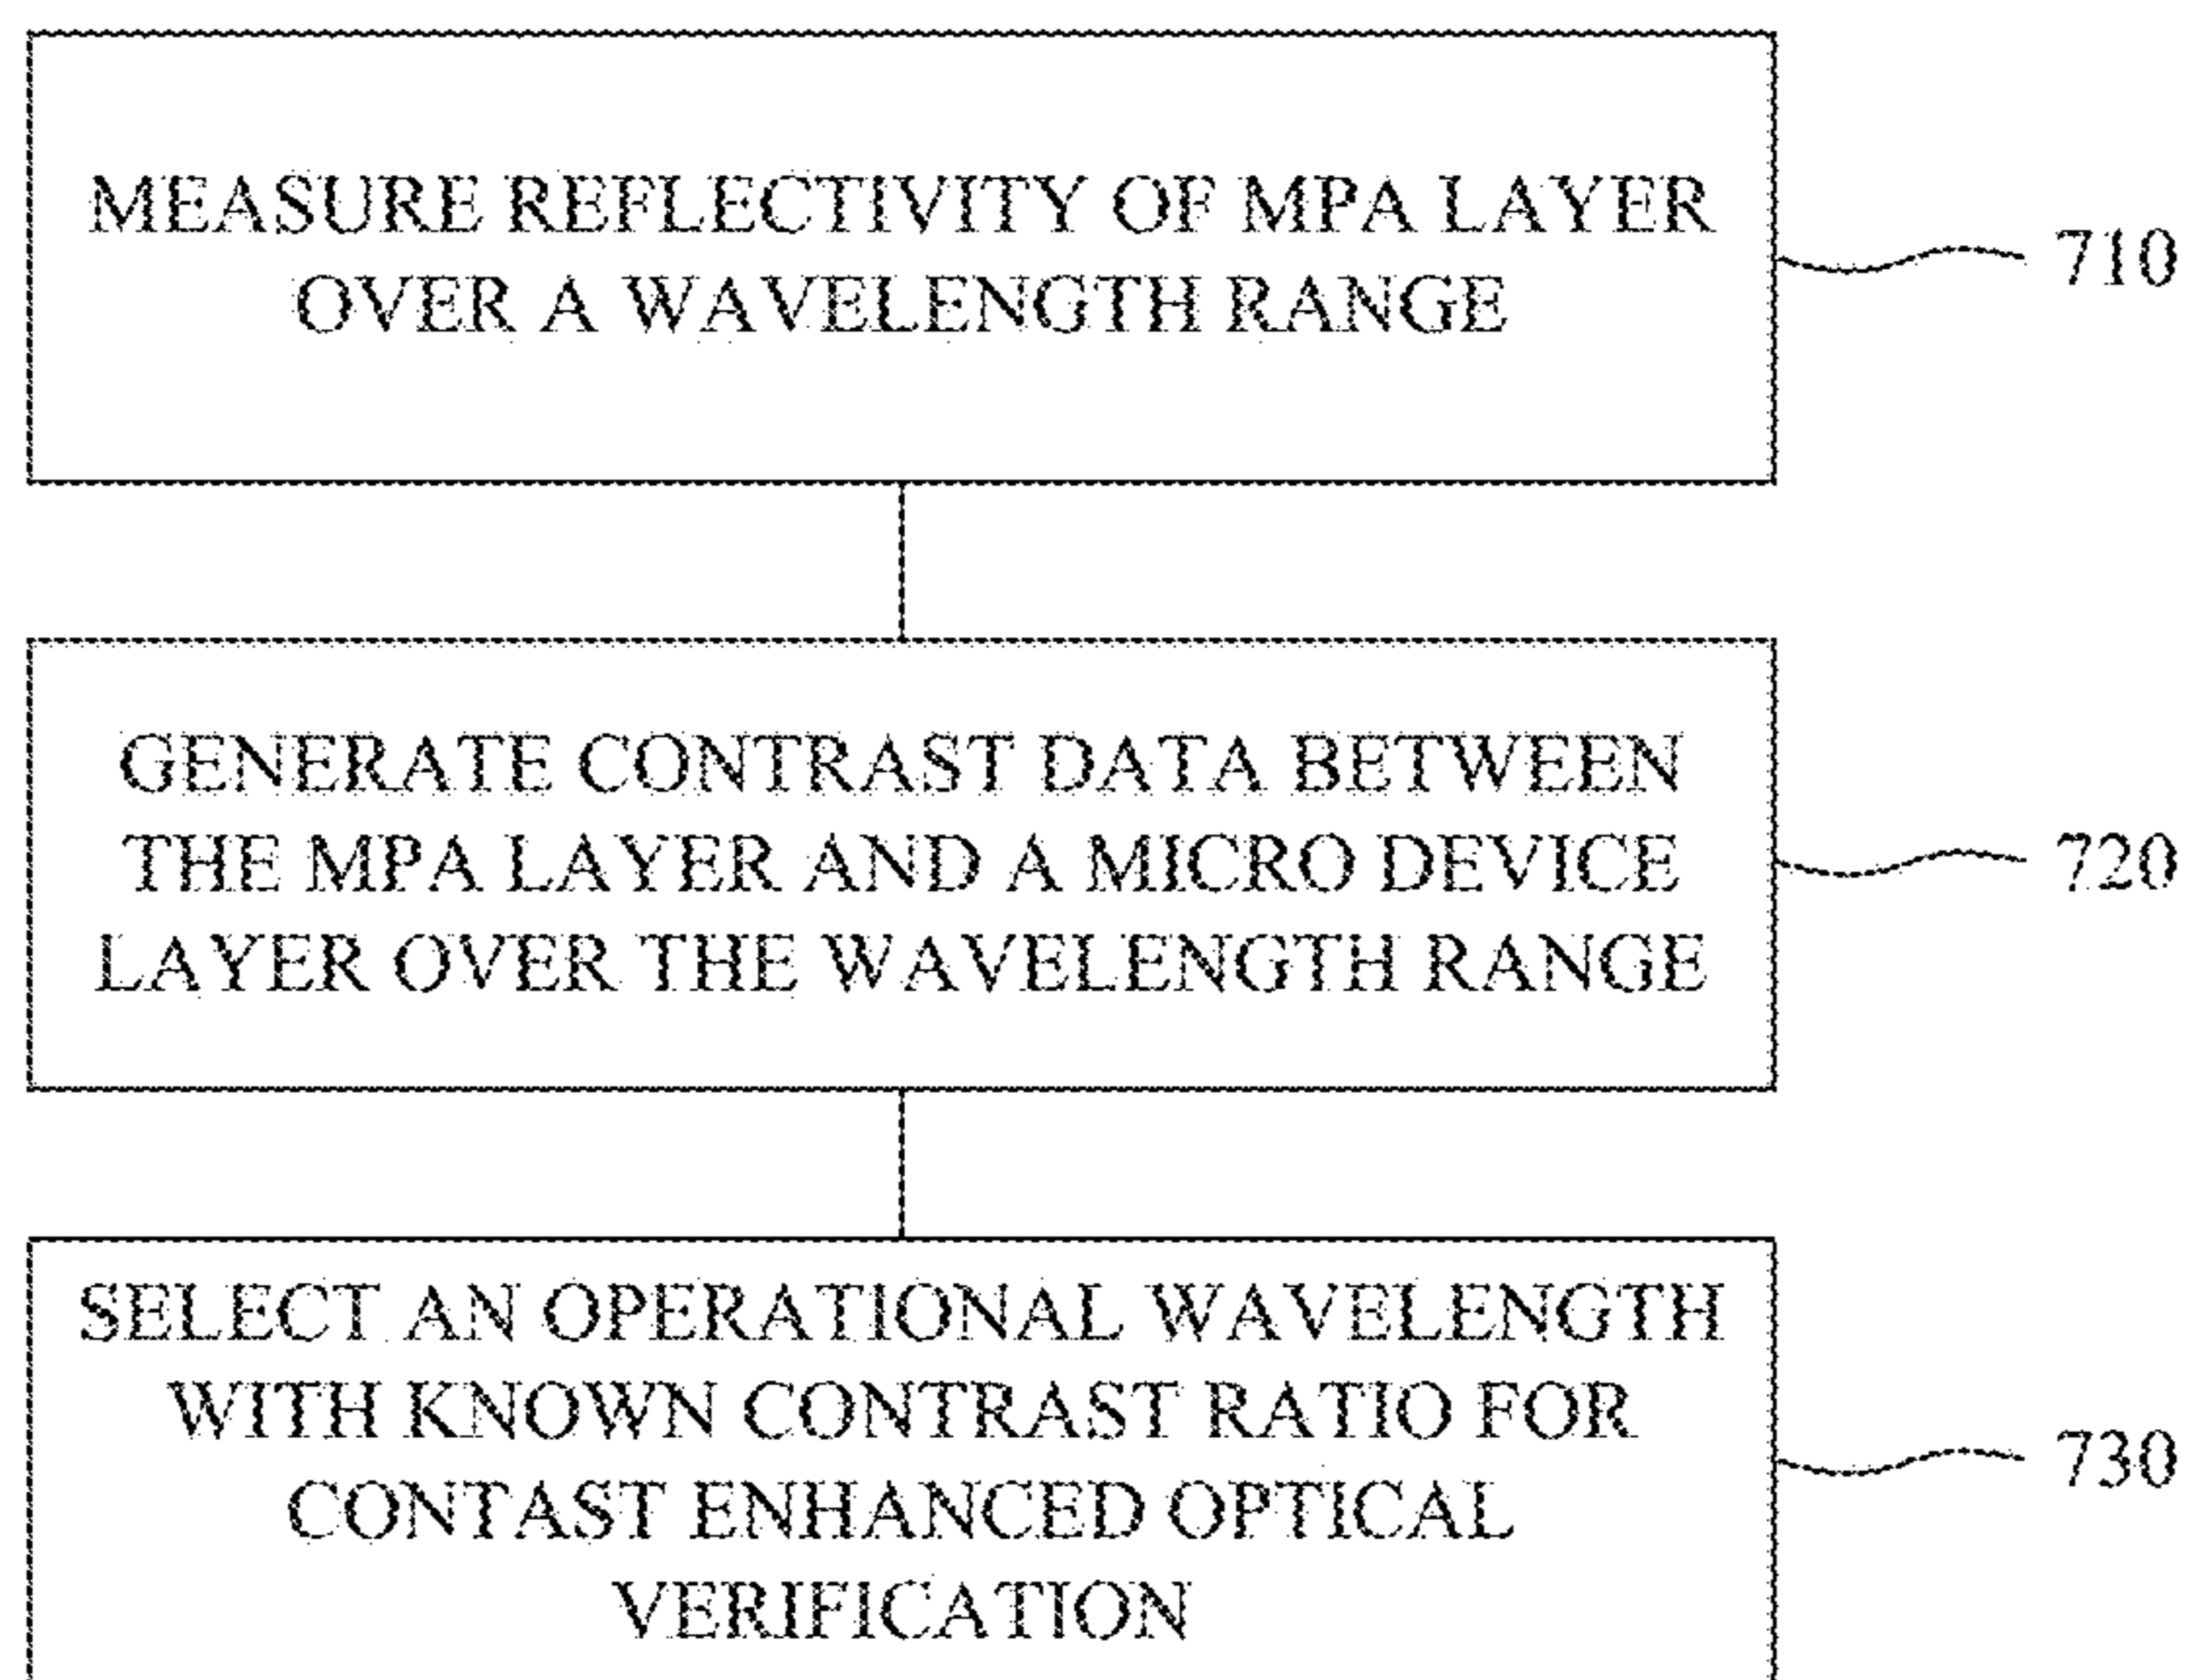 MEASURE REFLECTIVITY OF MPA LAYER
OVER A WAVELENGTH RANGE
710
GENERATE CONTRAST DATA BETWEEN
THE MPA LAYER AND A MICRO DEVICE
LAYER OVER THE WAVELENGTH RANGE
720
SELECT AN OPERATIONAL WAVELENGTH
WITH KNOWN CONTRAST RATIO FOR
CONTAST ENHANCED OPTICAL
VERIFICATION
730